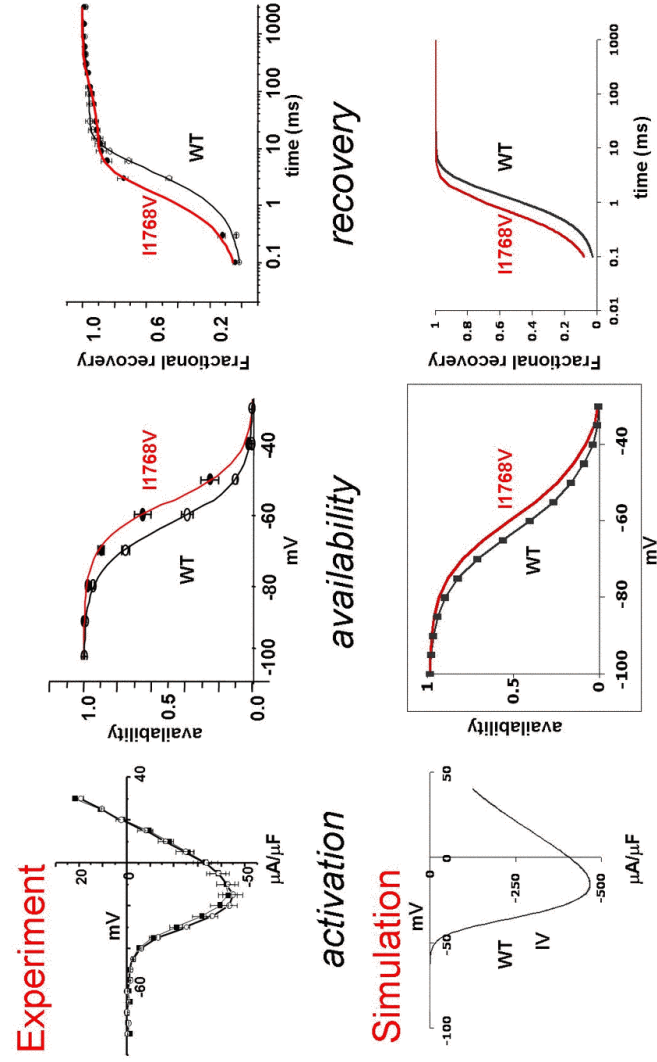 Experiment
20
0
40
-60
mV
-50
µA/µF
availability
1.0
0.5
0.0
I1768V
WT
-100 -80 -60 -40
mV
Fractional recovery
1.0
0.6
0.2
I1768V
WT
0.1 1 10 100 1000
time (ms)
activation
availability
recovery
Simulation
mV
-100 -50 0 50
WT
IV
-250
-500
µA/µF
availability
1
0.5
0
I1768V
WT
-100 -80 -60 -40
mV
Fractional recovery
1
0.8
0.6
0.4
0.2
0
I1768V
WT
0.01 0.1 1 10 100 1000
time (ms)